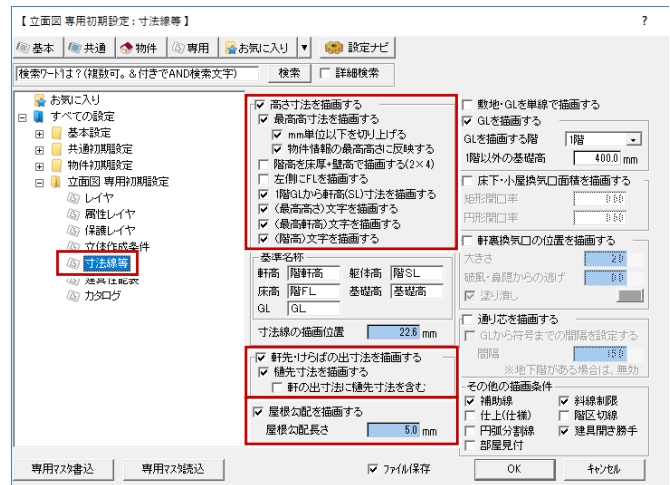 【 立面図 専用初期設定 : 寸法線等 】
?
基本 共通 物件 専用 お気に入り ▼ 設定ナビ
検索ワードは？(複数可。＆付きでAND検索文字) 検索 詳細検索
お気に入り
すべての設定
基本設定
共通初期設定
物件初期設定
立面図 専用初期設定
レイヤ
属性レイヤ
保護レイヤ
立体作成条件
寸法線等
建具性能表
カタログ
高さ寸法を描画する
最高高寸法を描画する
mm単位以下を切り上げる
物件情報の最高高さに反映する
階高を床厚+壁高で描画する(2×4)
左側にFLを描画する
1階GLから軒高(SL)寸法を描画する
(最高高さ)文字を描画する
(最高軒高)文字を描画する
(階高)文字を描画する
基準名称
軒高 階軒高 躯体高 階SL
床高 階FL 基礎高 基礎高
GL GL
寸法線の描画位置 22.6 mm
軒先・けらばの出寸法を描画する
樋先寸法を描画する
軒の出寸法に樋先寸法を含む
屋根勾配を描画する
屋根勾配長さ 5.0 mm
敷地・GLを単線で描画する
GLを描画する
GLを描画する階 1階
1階以外の基礎高 400.0 mm
床下・小屋換気口面積を描画する
矩形開口率 0.60
円形開口率 0.60
軒裏換気口の位置を描画する
大きさ 2.0
破風・鼻隠からの逃げ 0.0
塗り潰し
通り芯を描画する
GLから符号までの間隔を設定する
間隔 15.0
※地下階がある場合は、無効
その他の描画条件
補助線 斜線制限
仕上(仕様) 階区切線
円弧分割線 建具開き勝手
部屋見付
専用マスタ書込 専用マスタ読込 ファイル保存 OK キャンセル